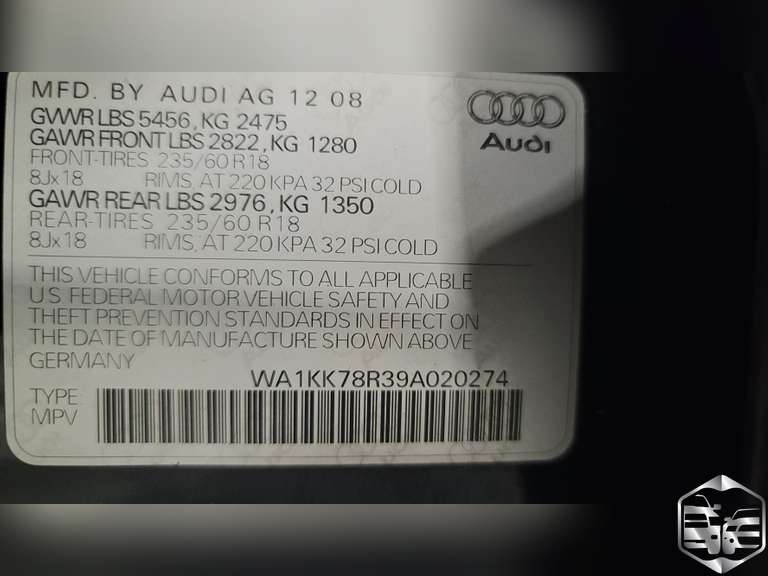 MFD. BY AUDI AG 12 08
GVWR LBS 5456, KG 2475
GAWR FRONT LBS 2822, KG 1280
FRONT-TIRES 235/60 R18
8Jx18 RIMS, AT 220 KPA 32 PSI COLD
GAWR REAR LBS 2976, KG 1350
REAR-TIRES 235/60 R18
8Jx18 RIMS, AT 220 KPA 32 PSI COLD
Audi
THIS VEHICLE CONFORMS TO ALL APPLICABLE
U.S. FEDERAL MOTOR VEHICLE SAFETY AND
THEFT PREVENTION STANDARDS IN EFFECT ON
THE DATE OF MANUFACTURE SHOWN ABOVE
GERMANY
WA1KK78R39A020274
TYPE:
MPV